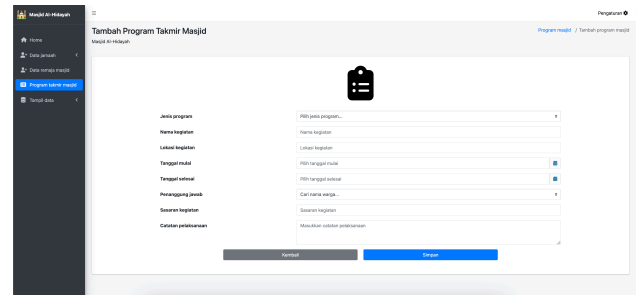 Masjid Al-Hidayah
Pengaturan
Tambah Program Takmir Masjid
Program masjid / Tambah program masjid
Masjid Al-Hidayah
Home
Data jamaah
Data remaja masjid
Program takmir masjid
Tampil data
Jenis program
Pilih jenis program...
Nama kegiatan
Nama kegiatan
Lokasi kegiatan
Lokasi kegiatan
Tanggal mulai
Pilih tanggal mulai
Tanggal selesai
Pilih tanggal selesai
Penanggung jawab
Cari nama warga...
Sasaran kegiatan
Sasaran kegiatan
Catatan pelaksanaan
Masukkan catatan pelaksanaan
Kembali
Simpan